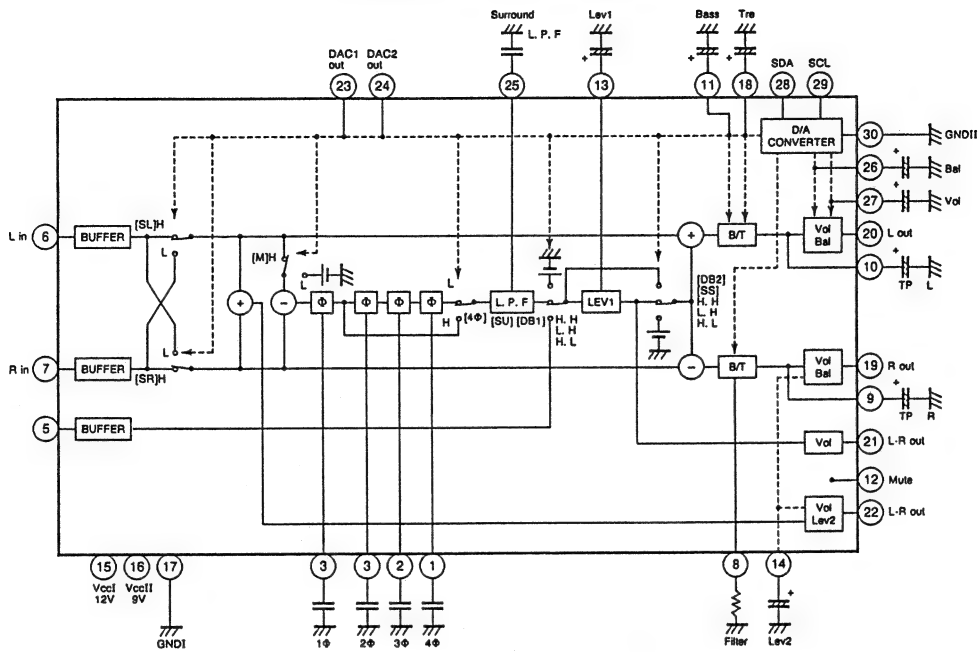 Surround
L. P. F
Lev1
Bass
Tre
DAC1 out
DAC2 out
SDA
SCL
23
24
25
13
11
18
28
29
D/A CONVERTER
30
GNDII
26
Bal
27
Vol
L in
6
BUFFER
[SL]H
L
[M]H
L
+
B/T
Vol Bal
20
L out
10
TP
L
+
−
Φ
Φ
Φ
Φ
L
[4Φ]
H
L. P. F
[SU]
[DB1]
H. H
L. H
H. L
LEV1
[DB2]
[SS]
H. H
L. H
H. L
R in
7
BUFFER
L
[SR]H
−
B/T
Vol Bal
19
R out
9
TP
R
5
BUFFER
Vol
21
L-R out
12
Mute
Vol Lev2
22
L-R out
15
VccI
12V
16
VccII
9V
17
GNDI
3
1Φ
3
2Φ
2
3Φ
1
4Φ
8
Filter
14
Lev2